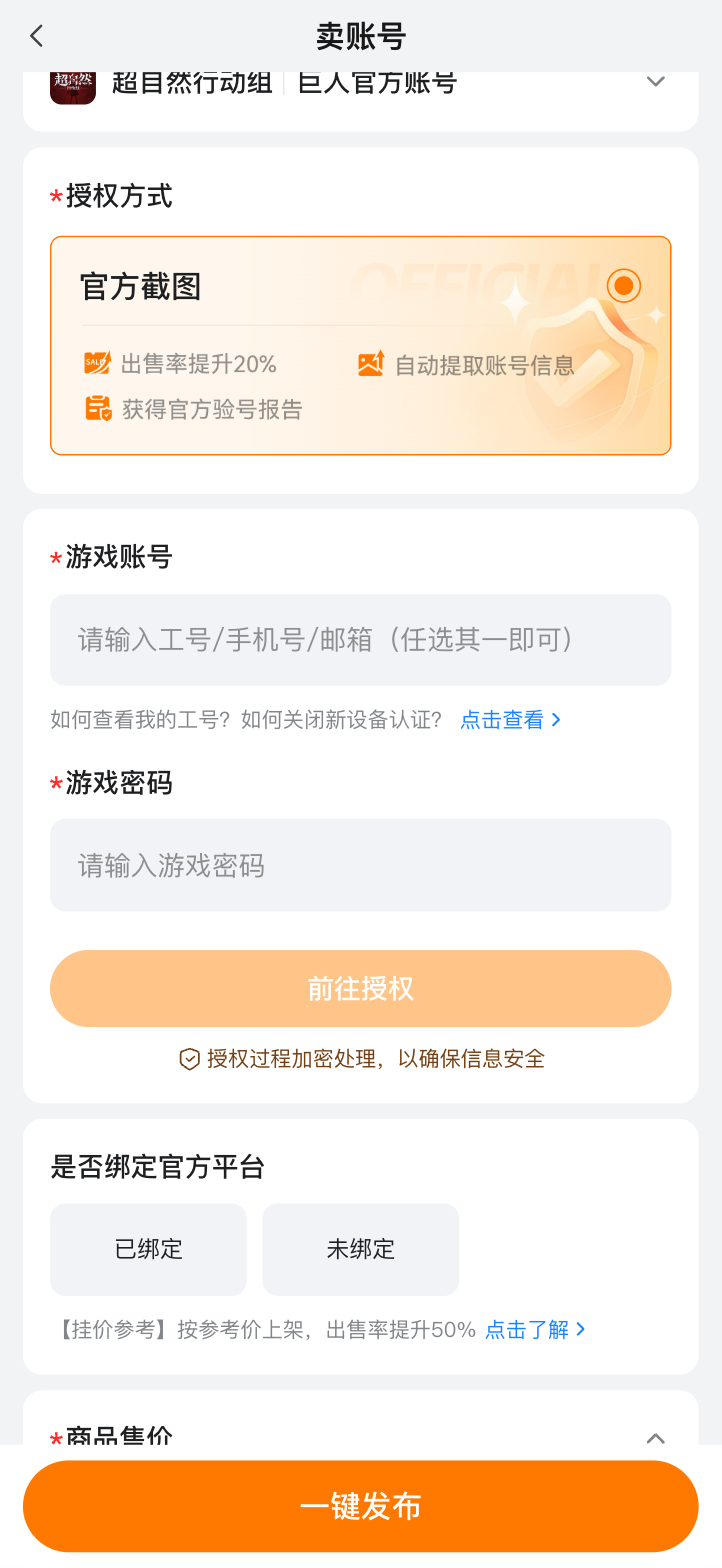 卖账号
超自然
超自然行动组
巨人官方账号
*授权方式
OFFICIAL
官方截图
SALE
出售率提升20%
自动提取账号信息
获得官方验号报告
*游戏账号
请输入工号/手机号/邮箱（任选其一即可）
如何查看我的工号？如何关闭新设备认证？ 点击查看
*游戏密码
请输入游戏密码
前往授权
授权过程加密处理，以确保信息安全
是否绑定官方平台
已绑定
未绑定
【挂价参考】按参考价上架，出售率提升50% 点击了解
*商品售价
一键发布